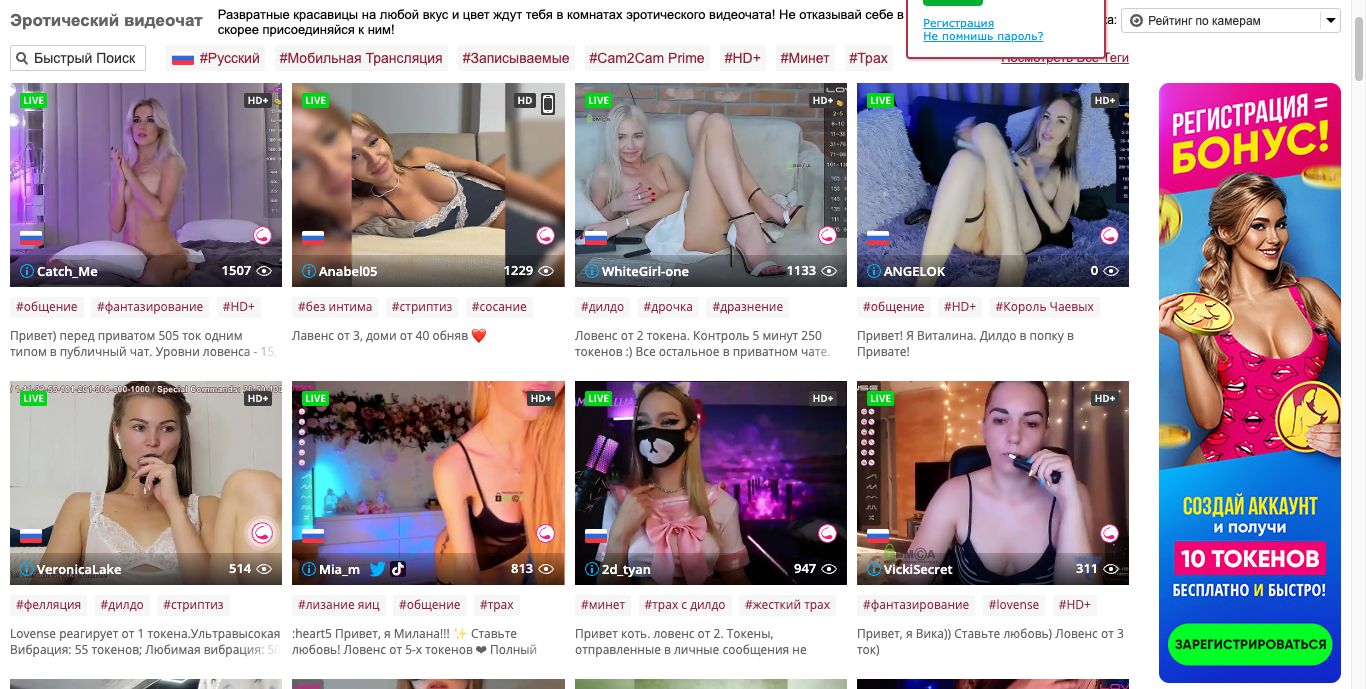 Эротический видеочат
Развратные красавицы на любой вкус и цвет ждут тебя в комнатах эротического видеочата! Не отказывай себе в
скорее присоединяйся к ним!
Регистрация
Не помнишь пароль?
Рейтинг по камерам
Быстрый Поиск
#Русский
#Мобильная Трансляция
#Записываемые
#Cam2Cam Prime
#HD+
#Минет
#Трах
Посмотреть Все Теги
LIVE
HD+
Catch_Me
1507
LIVE
HD
Anabel05
1229
LIVE
HD+
WhiteGirl-one
1133
LIVE
HD+
ANGELOK
0
#общение
#фантазирование
#HD+
#без интима
#стриптиз
#сосание
#дилдо
#дрочка
#дразнение
#общение
#HD+
#Король Чаевых
Привет) перед приватом 505 ток одним
типом в публичный чат. Уровни ловенса - 15,
Лавенс от 3, доми от 40 обняв ❤️
Ловенс от 2 токена. Контроль 5 минут 250
токенов :) Все остальное в приватном чате.
Привет! Я Виталина. Дилдо в попку в
Привате!
LIVE
HD+
VeronicaLake
514
LIVE
HD+
Mia_m
813
LIVE
HD+
2d_tyan
947
LIVE
HD+
VickiSecret
311
#фелляция
#дилдо
#стриптиз
#лизание яиц
#общение
#трах
#минет
#трах с дилдо
#жесткий трах
#фантазирование
#lovense
#HD+
Lovense реагирует от 1 токена.Ультравысокая
Вибрация: 55 токенов; Любимая вибрация: 50
:heart5 Привет, я Милана!!! ✨ Ставьте
любовь! Ловенс от 5-х токенов ❤ Полный
Привет коть. ловенс от 2. Токены,
отправленные в личные сообщения не
Привет, я Вика)) Ставьте любовь) Ловенс от 3
ток)
РЕГИСТРАЦИЯ =
БОНУС!
СОЗДАЙ АККАУНТ
и получи
10 ТОКЕНОВ
БЕСПЛАТНО И БЫСТРО!
ЗАРЕГИСТРИРОВАТЬСЯ